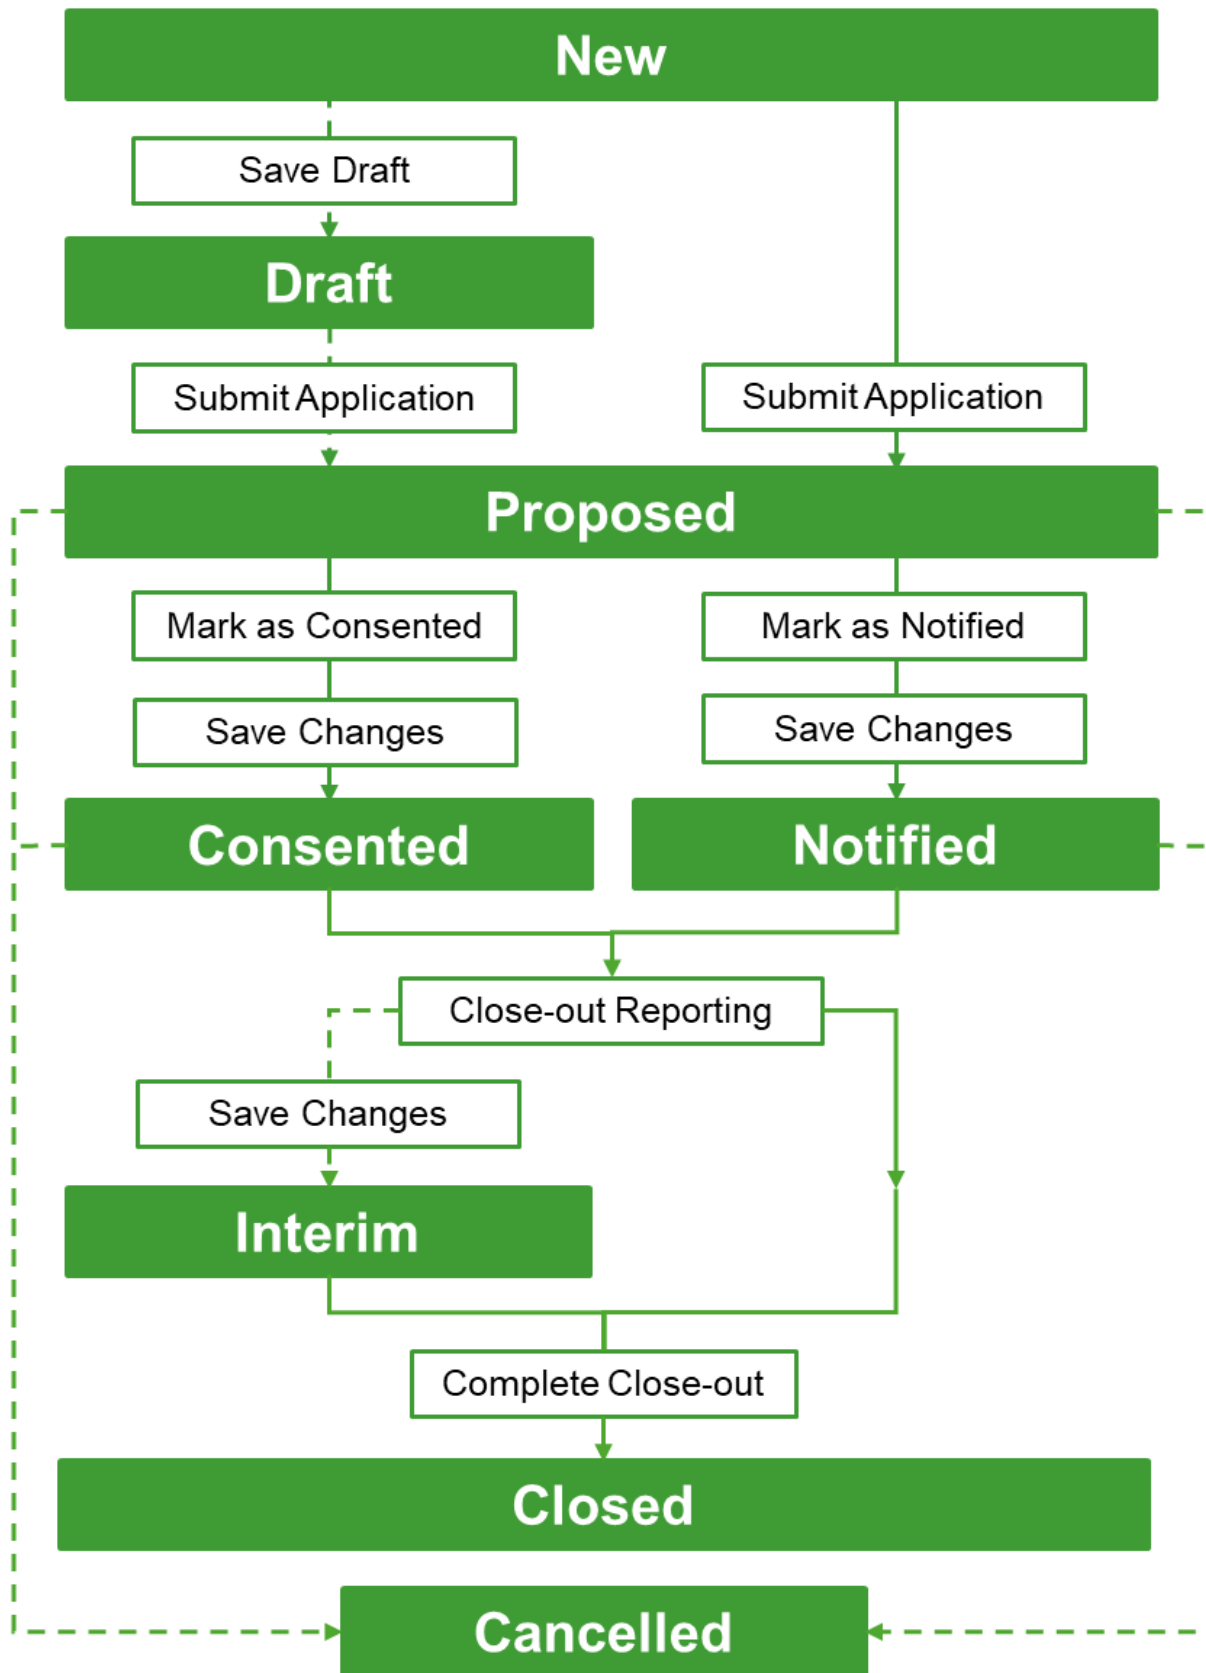 New
Save Draft
Draft
Submit Application
Submit Application
Proposed
Mark as Consented
Mark as Notified
Save Changes
Save Changes
Consented
Notified
Close-out Reporting
Save Changes
Interim
Complete Close-out
Closed
Cancelled